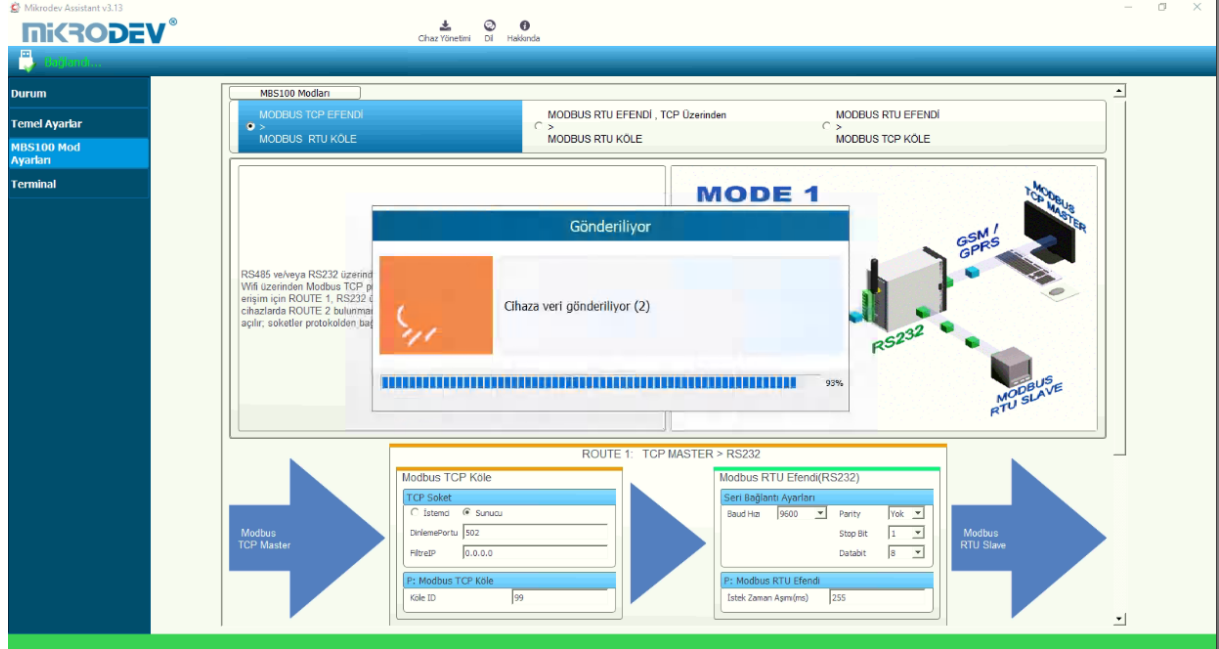 Mikrodev Assistant v3.13
MiKRODEV®
Cihaz Yönetimi Dil Hakkında
Bağlandı...
Durum
Temel Ayarlar
MBS100 Mod
Ayarları
Terminal
MBS100 Modları
MODBUS TCP EFENDİ
>
MODBUS RTU KÖLE
MODBUS RTU EFENDİ , TCP Üzerinden
>
MODBUS RTU KÖLE
MODBUS RTU EFENDİ
>
MODBUS TCP KÖLE
RS485 ve/veya RS232 üzerind
Wifi üzerinden Modbus TCP p
erişim için ROUTE 1, RS232
cihazlarda ROUTE 2 bulunma
açılır; soketler protokolden ba
MODE 1
MODBUS
TCP MASTER
GSM /
GPRS
RS232
MODBUS
RTU SLAVE
Gönderiliyor
Cihaza veri gönderiliyor (2)
93%
ROUTE 1: TCP MASTER > RS232
Modbus
TCP Master
Modbus TCP Köle
TCP Soket
İstemci Sunucu
DinlemePortu 502
FiltreIP 0.0.0.0
P: Modbus TCP Köle
Köle ID 99
Modbus RTU Efendi(RS232)
Seri Bağlantı Ayarları
Baud Hızı 9600 Parity Yok
Stop Bit 1
Databit 8
P: Modbus RTU Efendi
İstek Zaman Aşımı(ms) 255
Modbus
RTU Slave